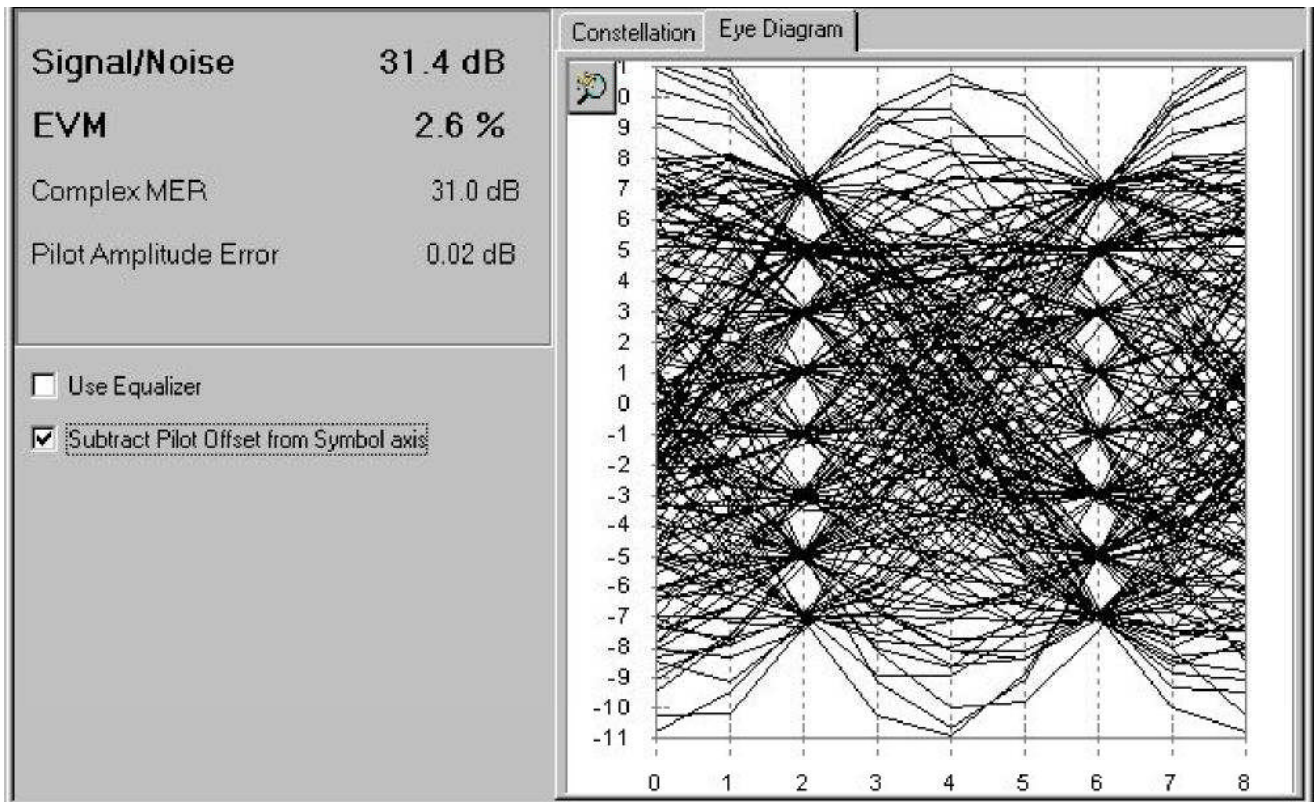 Signal/Noise 31.4 dB
EVM 2.6 %
Complex MER 31.0 dB
Pilot Amplitude Error 0.02 dB
Use Equalizer
Subtract Pilot Offset from Symbol axis
Constellation Eye Diagram
1
0
9
8
7
6
5
4
3
2
1
0
-1
-2
-3
-4
-5
-6
-7
-8
-9
-10
-11
0 1 2 3 4 5 6 7 8